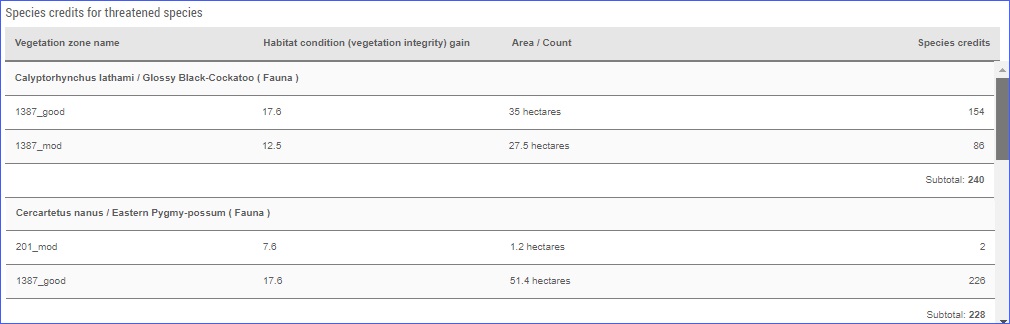 Species credits for threatened species
Vegetation zone name Habitat condition (vegetation integrity) gain Area / Count Species credits
Calyptorhynchus lathami / Glossy Black-Cockatoo ( Fauna )
1387_good 17.6 35 hectares 154
1387_mod 12.5 27.5 hectares 86
Subtotal: 240
Cercartetus nanus / Eastern Pygmy-possum ( Fauna )
201_mod 7.6 1.2 hectares 2
1387_good 17.6 51.4 hectares 226
Subtotal: 228